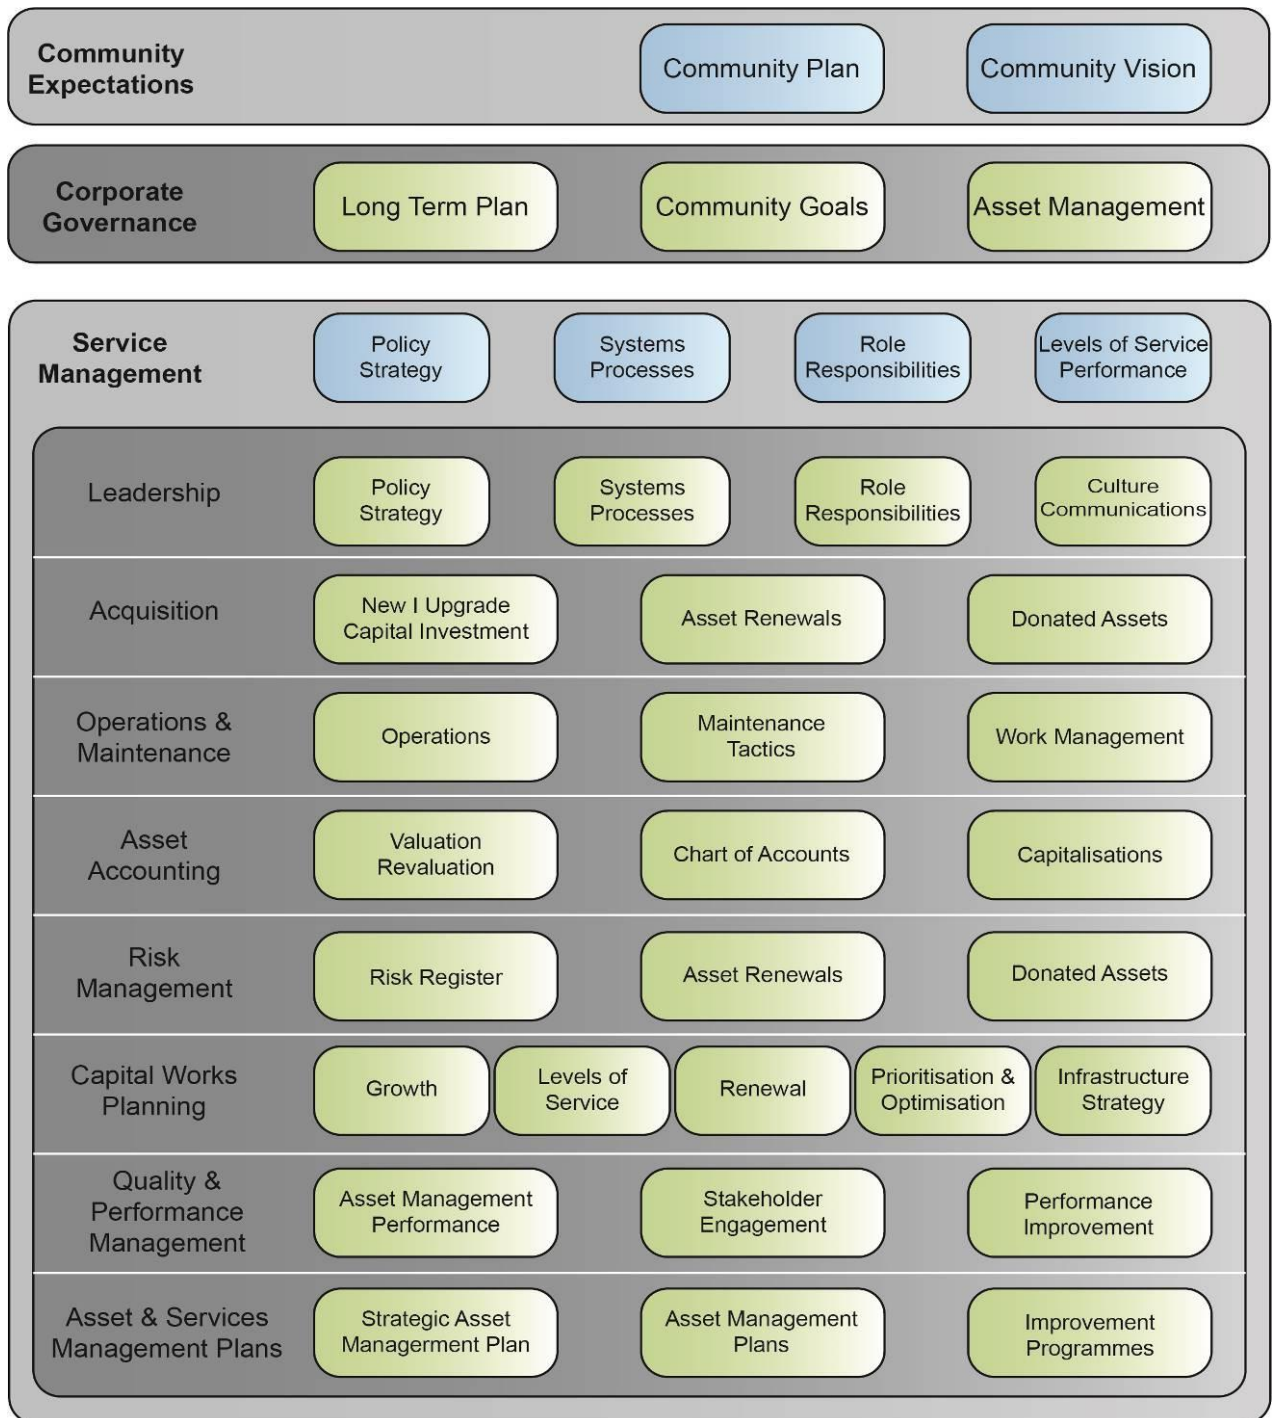 Community
Expectations
Community Plan
Community Vision
Corporate
Governance
Long Term Plan
Community Goals
Asset Management
Service
Management
Policy
Strategy
Systems
Processes
Role
Responsibilities
Levels of Service
Performance
Leadership
Policy
Strategy
Systems
Processes
Role
Responsibilities
Culture
Communications
Acquisition
New I Upgrade
Capital Investment
Asset Renewals
Donated Assets
Operations &
Maintenance
Operations
Maintenance
Tactics
Work Management
Asset
Accounting
Valuation
Revaluation
Chart of Accounts
Capitalisations
Risk
Management
Risk Register
Asset Renewals
Donated Assets
Capital Works
Planning
Growth
Levels of
Service
Renewal
Prioritisation &
Optimisation
Infrastructure
Strategy
Quality &
Performance
Management
Asset Management
Performance
Stakeholder
Engagement
Performance
Improvement
Asset & Services
Management Plans
Strategic Asset
Managerment Plan
Asset Management
Plans
Improvement
Programmes